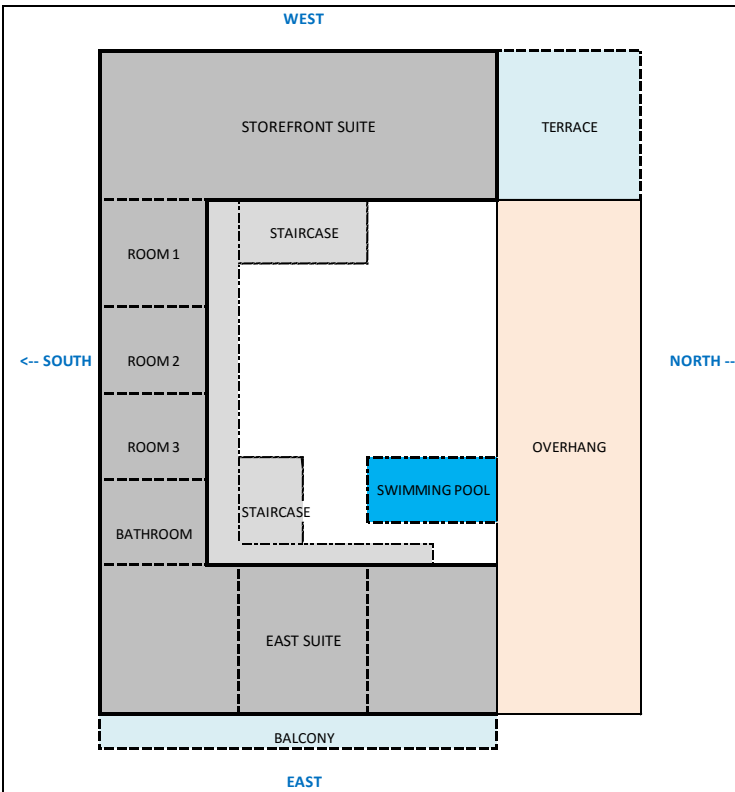 WEST
STOREFRONT SUITE
TERRACE
STAIRCASE
ROOM 1
<-- SOUTH
ROOM 2
NORTH --
ROOM 3
OVERHANG
SWIMMING POOL
STAIRCASE
BATHROOM
EAST SUITE
BALCONY
EAST